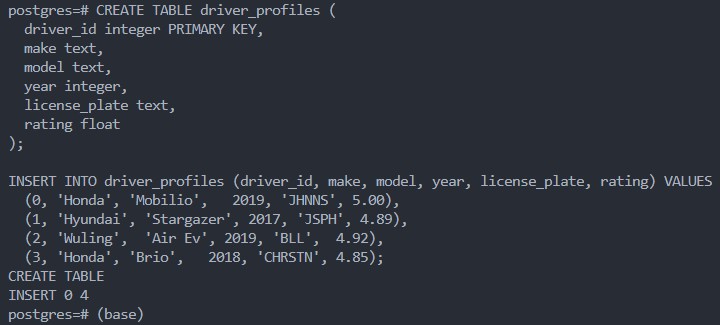 postgres=# CREATE TABLE driver_profiles (
  driver_id integer PRIMARY KEY,
  make text,
  model text,
  year integer,
  license_plate text,
  rating float
);

INSERT INTO driver_profiles (driver_id, make, model, year, license_plate, rating) VALUES
  (0, 'Honda', 'Mobilio',   2019, 'JHNNS', 5.00),
  (1, 'Hyundai', 'Stargazer', 2017, 'JSPH', 4.89),
  (2, 'Wuling',  'Air Ev', 2019, 'BLL',  4.92),
  (3, 'Honda', 'Brio',   2018, 'CHRSTN', 4.85);
CREATE TABLE
INSERT 0 4
postgres=# (base)